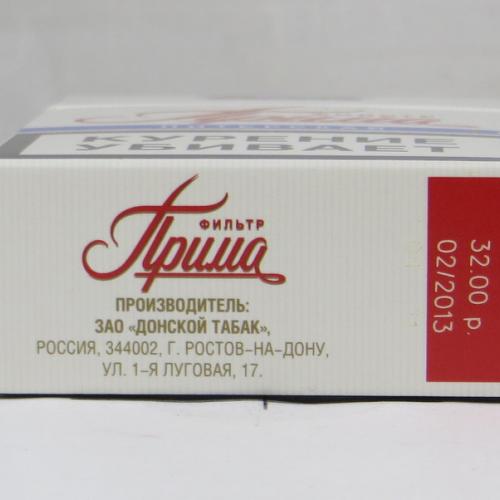 Прима
КУРЕНИЕ
УБИВАЕТ
ФИЛЬТР
Прима
ПРОИЗВОДИТЕЛЬ:
ЗАО «ДОНСКОЙ ТАБАК»,
РОССИЯ, 344002, Г. РОСТОВ-НА-ДОНУ,
УЛ. 1-Я ЛУГОВАЯ, 17.
32.00 р.
02/2013